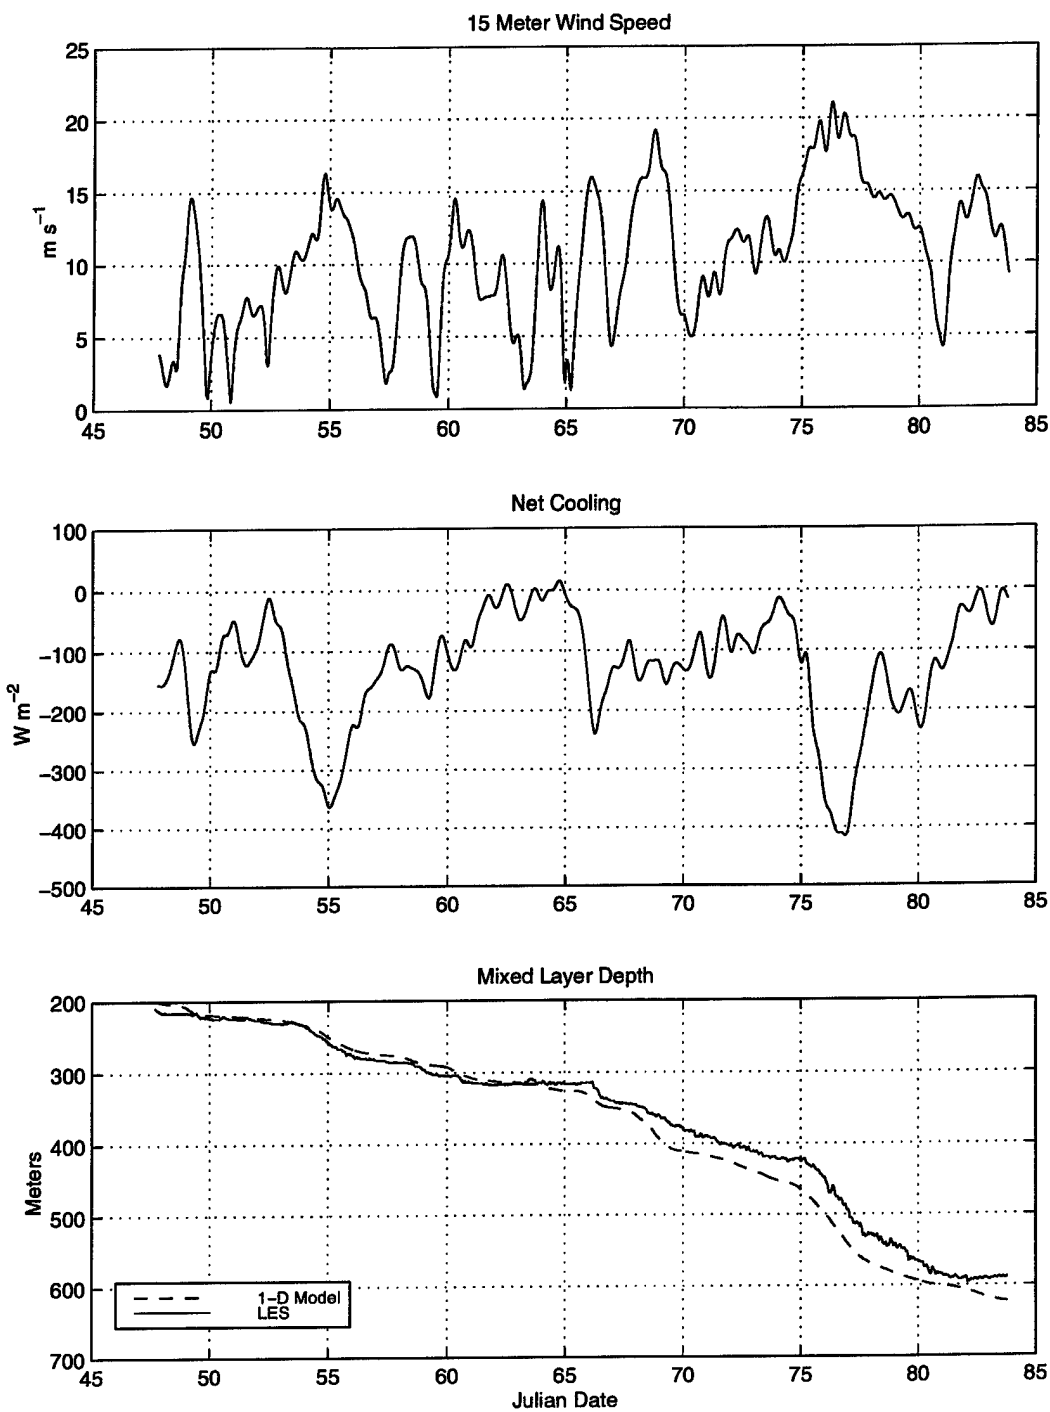 15 Meter Wind Speed
25
20
15
10
5
0
m s⁻¹
45 50 55 60 65 70 75 80 85
Net Cooling
100
0
−100
−200
−300
−400
−500
W m⁻²
45 50 55 60 65 70 75 80 85
Mixed Layer Depth
200
300
400
500
600
700
Meters
1−D Model
LES
45 50 55 60 65 70 75 80 85
Julian Date